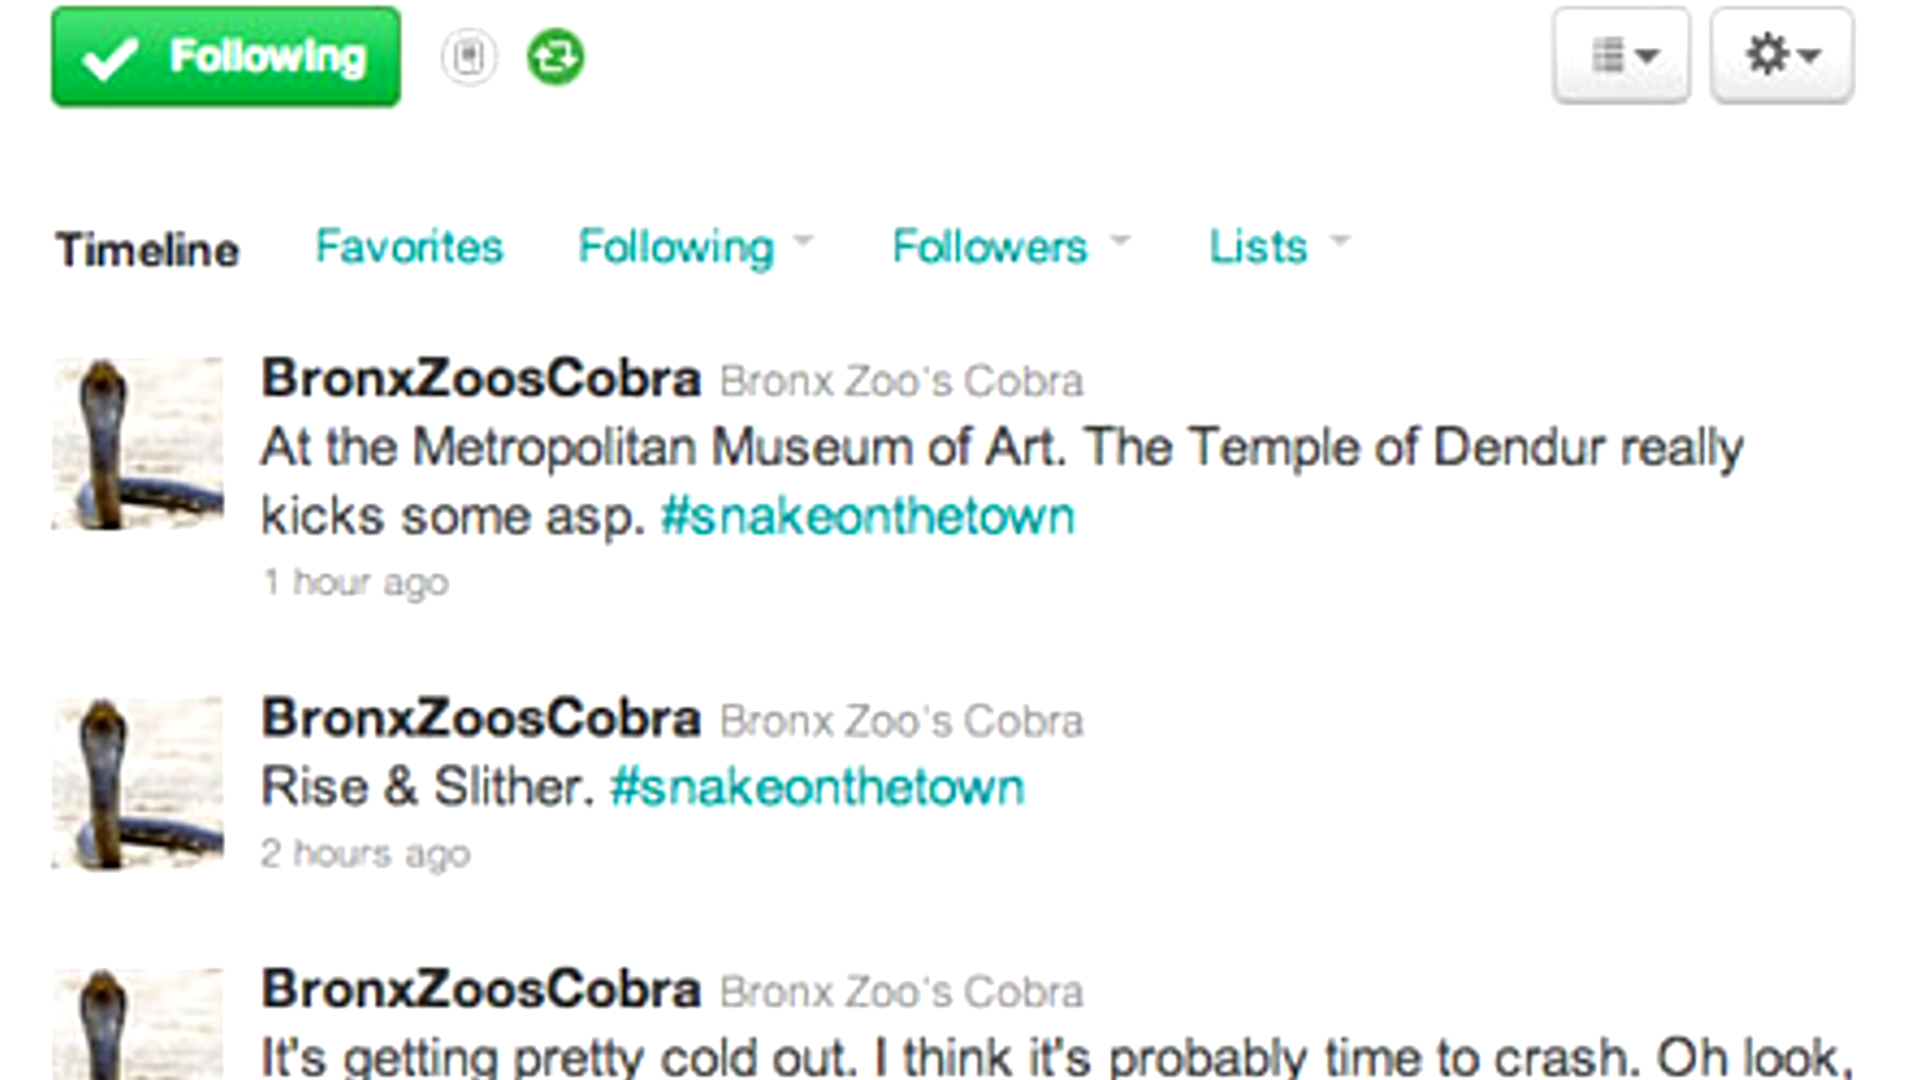 Following
Timeline Favorites Following Followers Lists
BronxZoosCobra Bronx Zoo's Cobra
At the Metropolitan Museum of Art. The Temple of Dendur really
kicks some asp. #snakeonthetown
1 hour ago
BronxZoosCobra Bronx Zoo's Cobra
Rise & Slither. #snakeonthetown
2 hours ago
BronxZoosCobra Bronx Zoo's Cobra
It's getting pretty cold out. I think it's probably time to crash. Oh look,